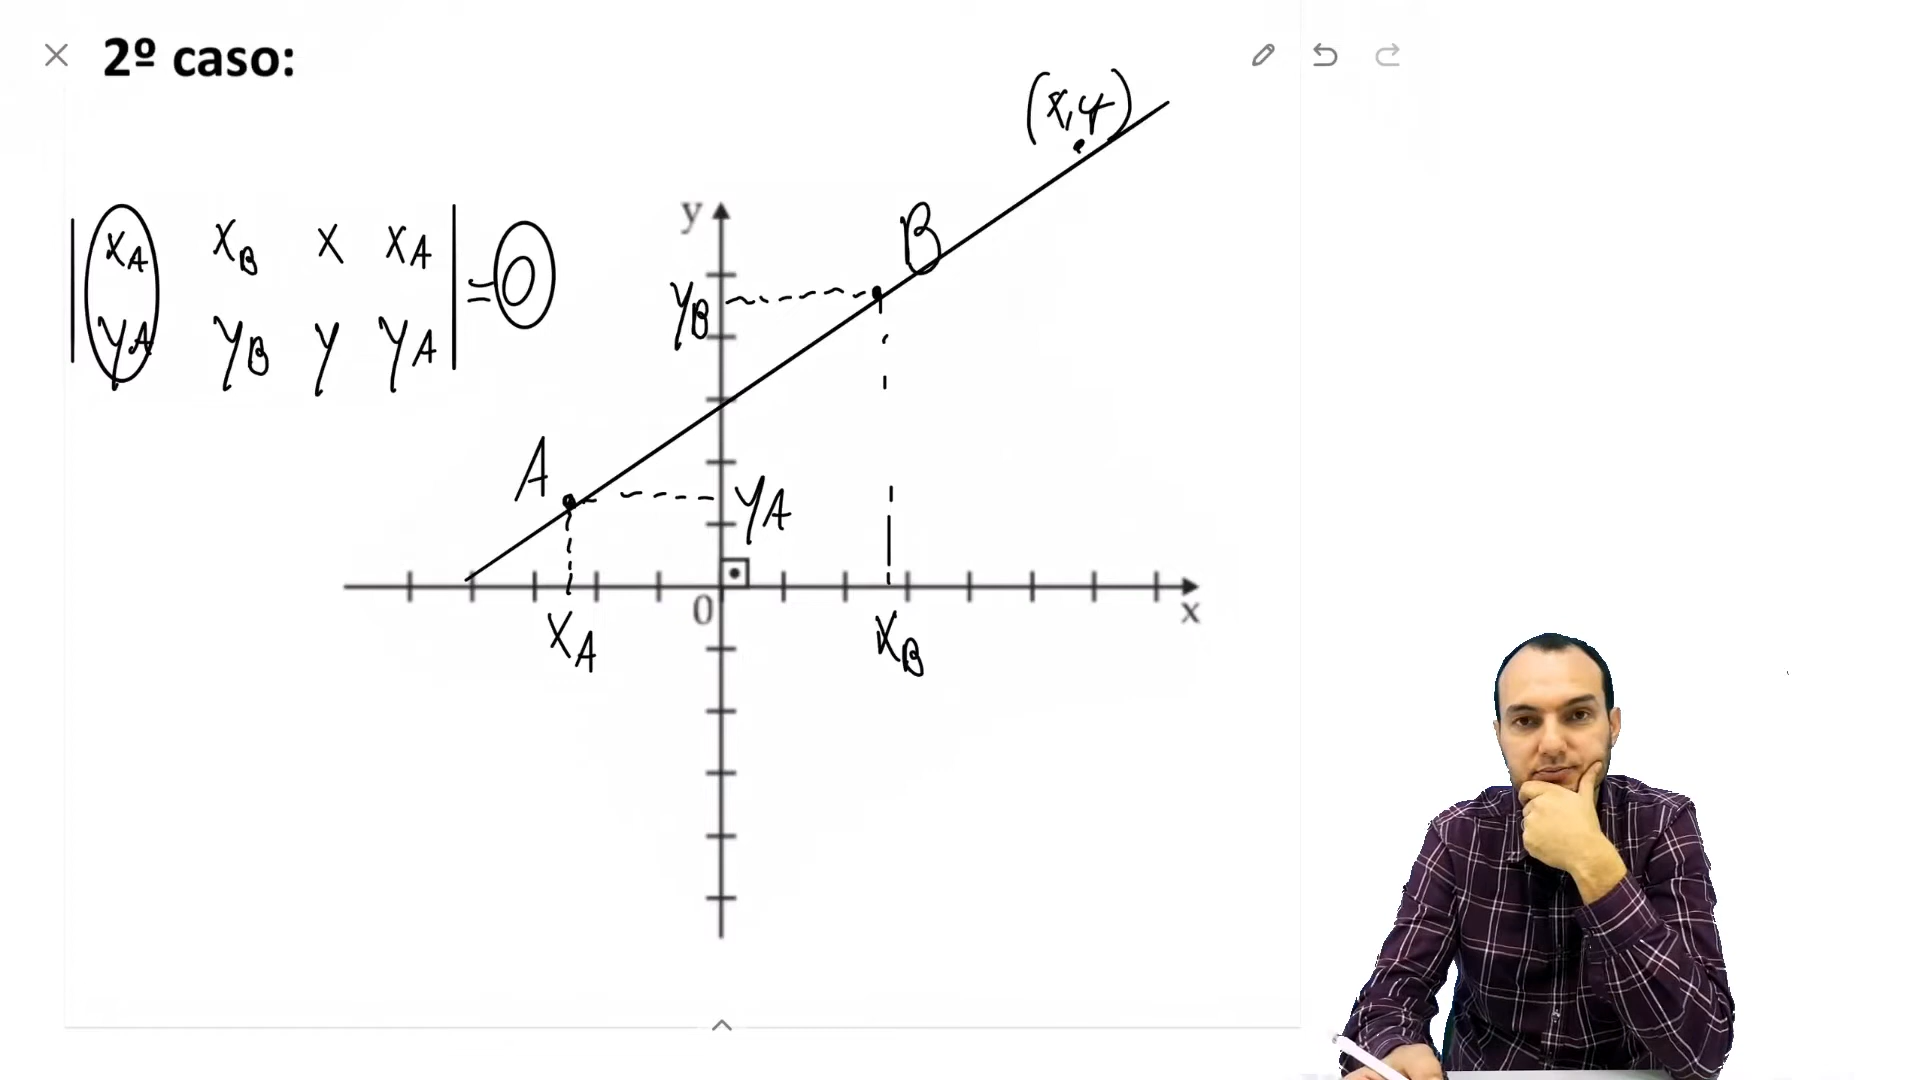 2º caso:
(x,y)
| xA xB x xA |
| yA yB y yA | = 0
y
B
yB
A
yA
0
x
xA
xB